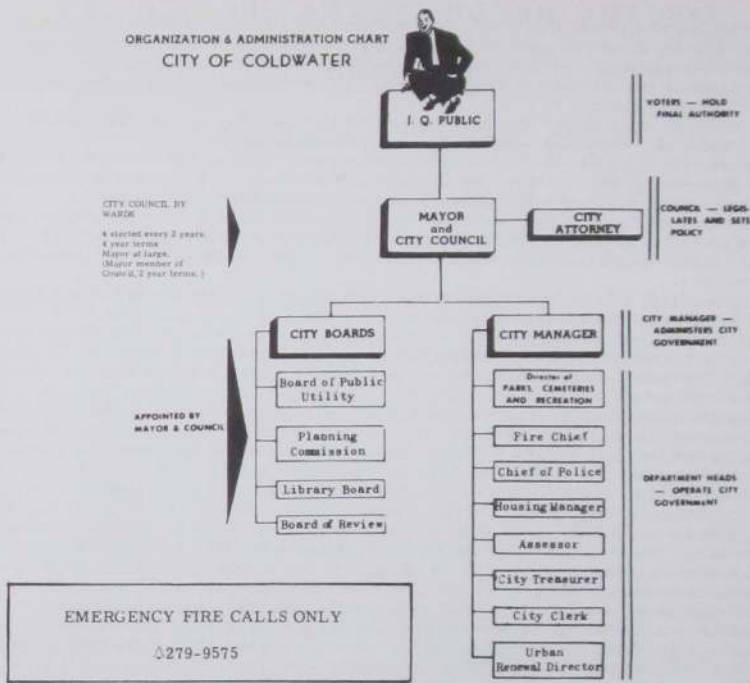 ORGANIZATION & ADMINISTRATION CHART
CITY OF COLDWATER
J. Q. PUBLIC
VOTERS — HOLD
FINAL AUTHORITY
CITY COUNCIL BY
WARDS
4 started every 2 years,
4 year terms
Mayor at large,
(Mayor member of
Council, 2 year terms. )
MAYOR
and
CITY COUNCIL
CITY
ATTORNEY
COUNCIL — LEGIS-
LATES AND SETS
POLICY
CITY BOARDS
CITY MANAGER
CITY MANAGER —
ADMINISTERS CITY
GOVERNMENT
APPOINTED BY
MAYOR & COUNCIL
Board of Public
Utility
Planning
Commission
Library Board
Board of Review
Director of
PARKS, CEMETERIES
AND RECREATION
Fire Chief
Chief of Police
Housing Manager
Assessor
City Treasurer
City Clerk
Urban
Renewal Director
DEPARTMENT HEADS
— OPERATE CITY
GOVERNMENT
EMERGENCY FIRE CALLS ONLY
279-9575